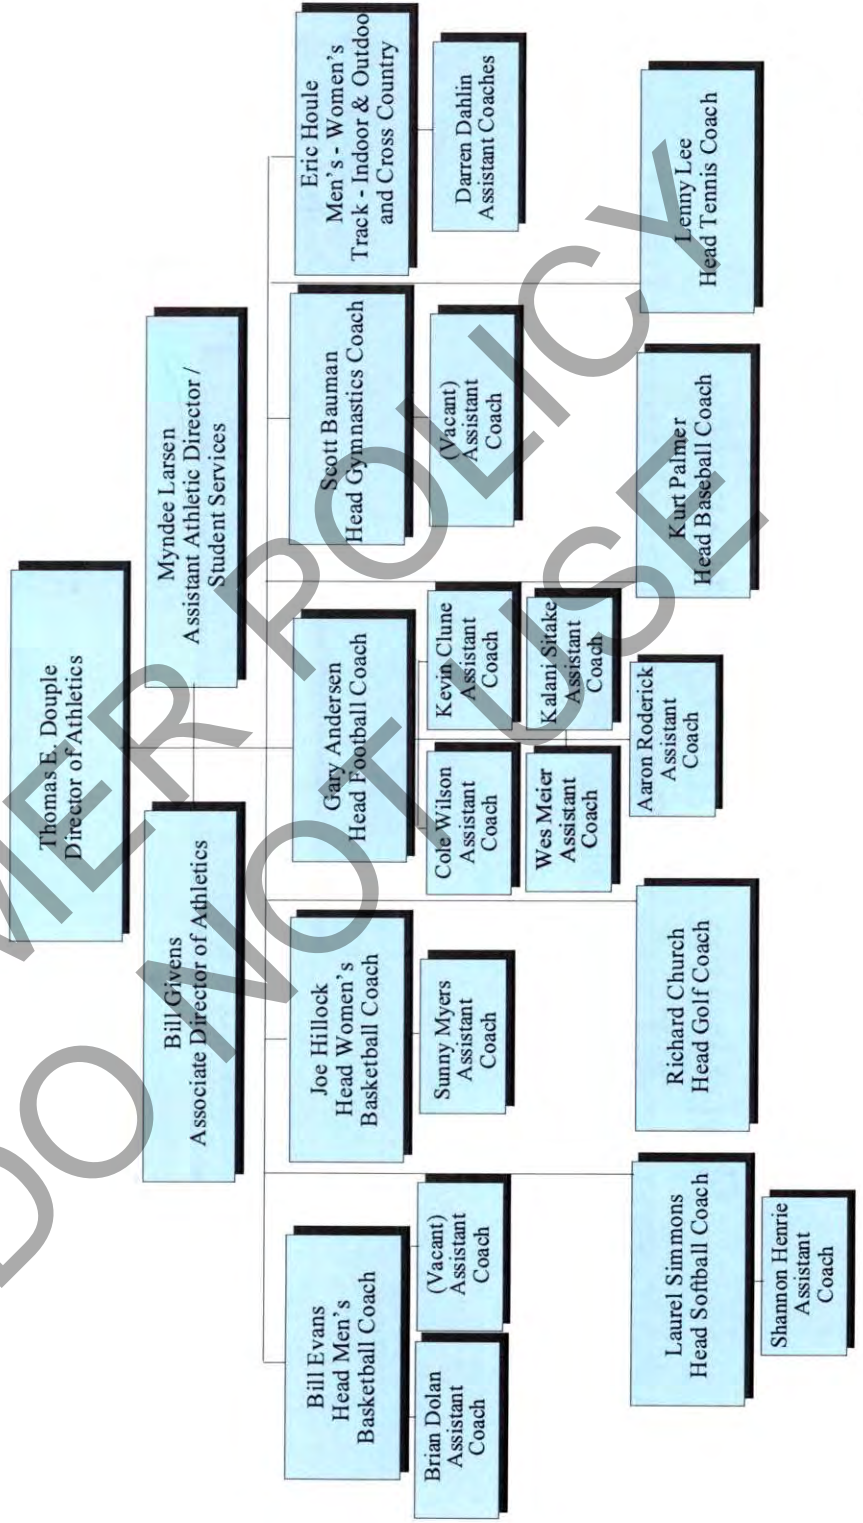 Thomas E. Douple
Director of Athletics
Bill Givens
Associate Director of Athletics
Myndee Larsen
Assistant Athletic Director /
Student Services
Bill Evans
Head Men's
Basketball Coach
Joe Hillock
Head Women's
Basketball Coach
Gary Andersen
Head Football Coach
Scott Bauman
Head Gymnastics Coach
Eric Houle
Men's - Women's
Track - Indoor & Outdoo
and Cross Country
Brian Dolan
Assistant
Coach
(Vacant)
Assistant
Coach
Sunny Myers
Assistant
Coach
Cole Wilson
Assistant
Coach
Kevin Clune
Assistant
Coach
Wes Meier
Assistant
Coach
Kalani Sitake
Assistant
Coach
Aaron Roderick
Assistant
Coach
(Vacant)
Assistant
Coach
Darren Dahlin
Assistant Coaches
Laurel Simmons
Head Softball Coach
Richard Church
Head Golf Coach
Kurt Palmer
Head Baseball Coach
Lenny Lee
Head Tennis Coach
Shannon Henrie
Assistant
Coach
MER POLICY
DO NOT USE